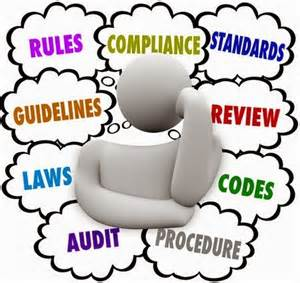 RULES
COMPLIANCE
STANDARDS
GUIDELINES
REVIEW
LAWS
CODES
AUDIT
PROCEDURE